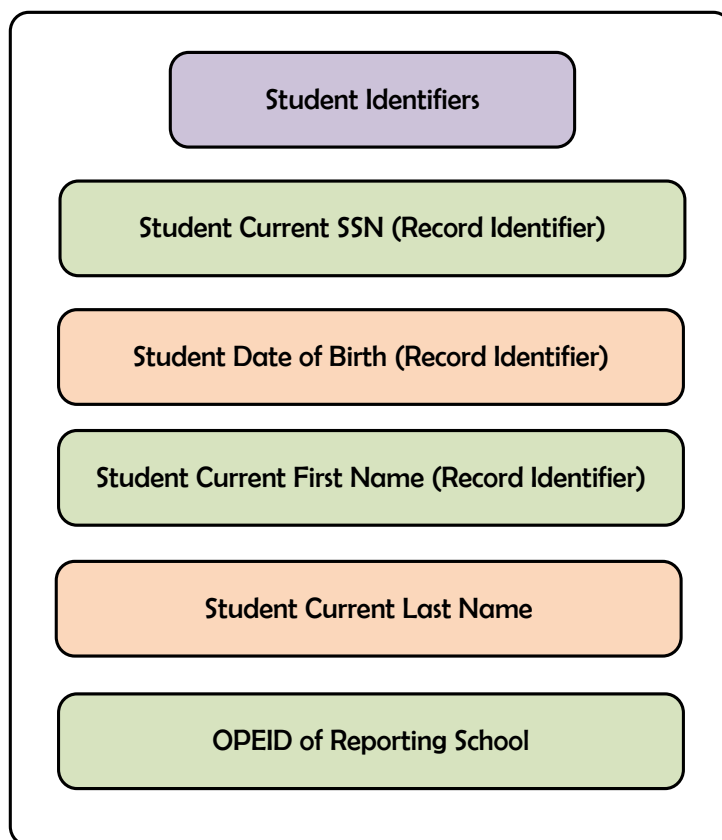 Student Identifiers
Student Current SSN (Record Identifier)
Student Date of Birth (Record Identifier)
Student Current First Name (Record Identifier)
Student Current Last Name
OPEID of Reporting School